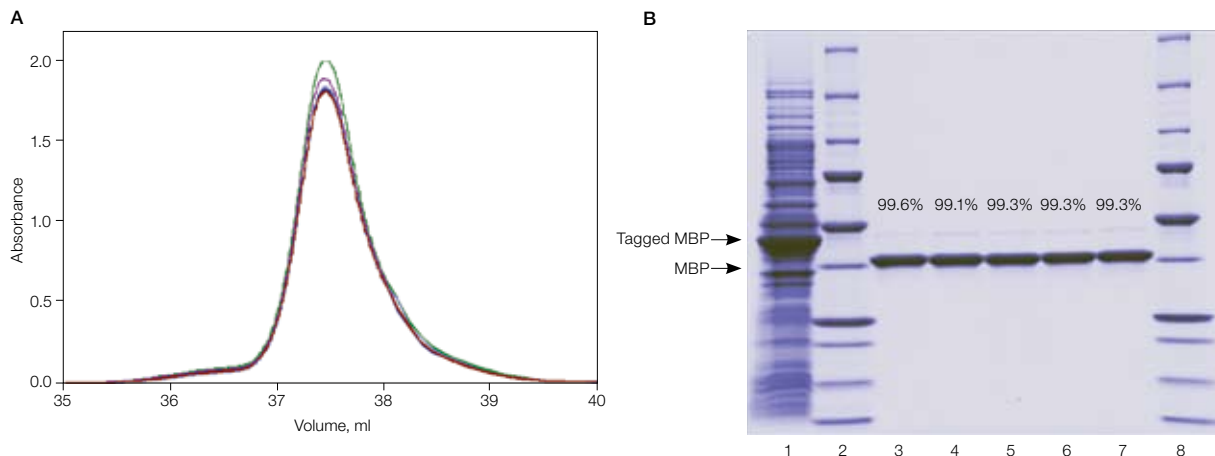 A
2.0
1.5
1.0
0.5
0.0
Absorbance
35 36 37 38 39 40
Volume, ml
B
99.6% 99.1% 99.3% 99.3% 99.3%
Tagged MBP
MBP
1 2 3 4 5 6 7 8